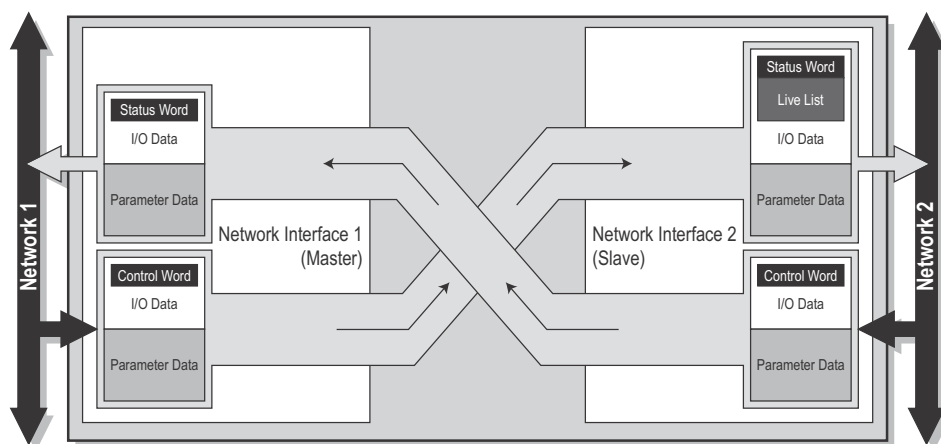 Network 1
Status Word
I/O Data
Parameter Data
Control Word
I/O Data
Parameter Data
Network Interface 1
(Master)
Network Interface 2
(Slave)
Status Word
Live List
I/O Data
Parameter Data
Control Word
I/O Data
Parameter Data
Network 2